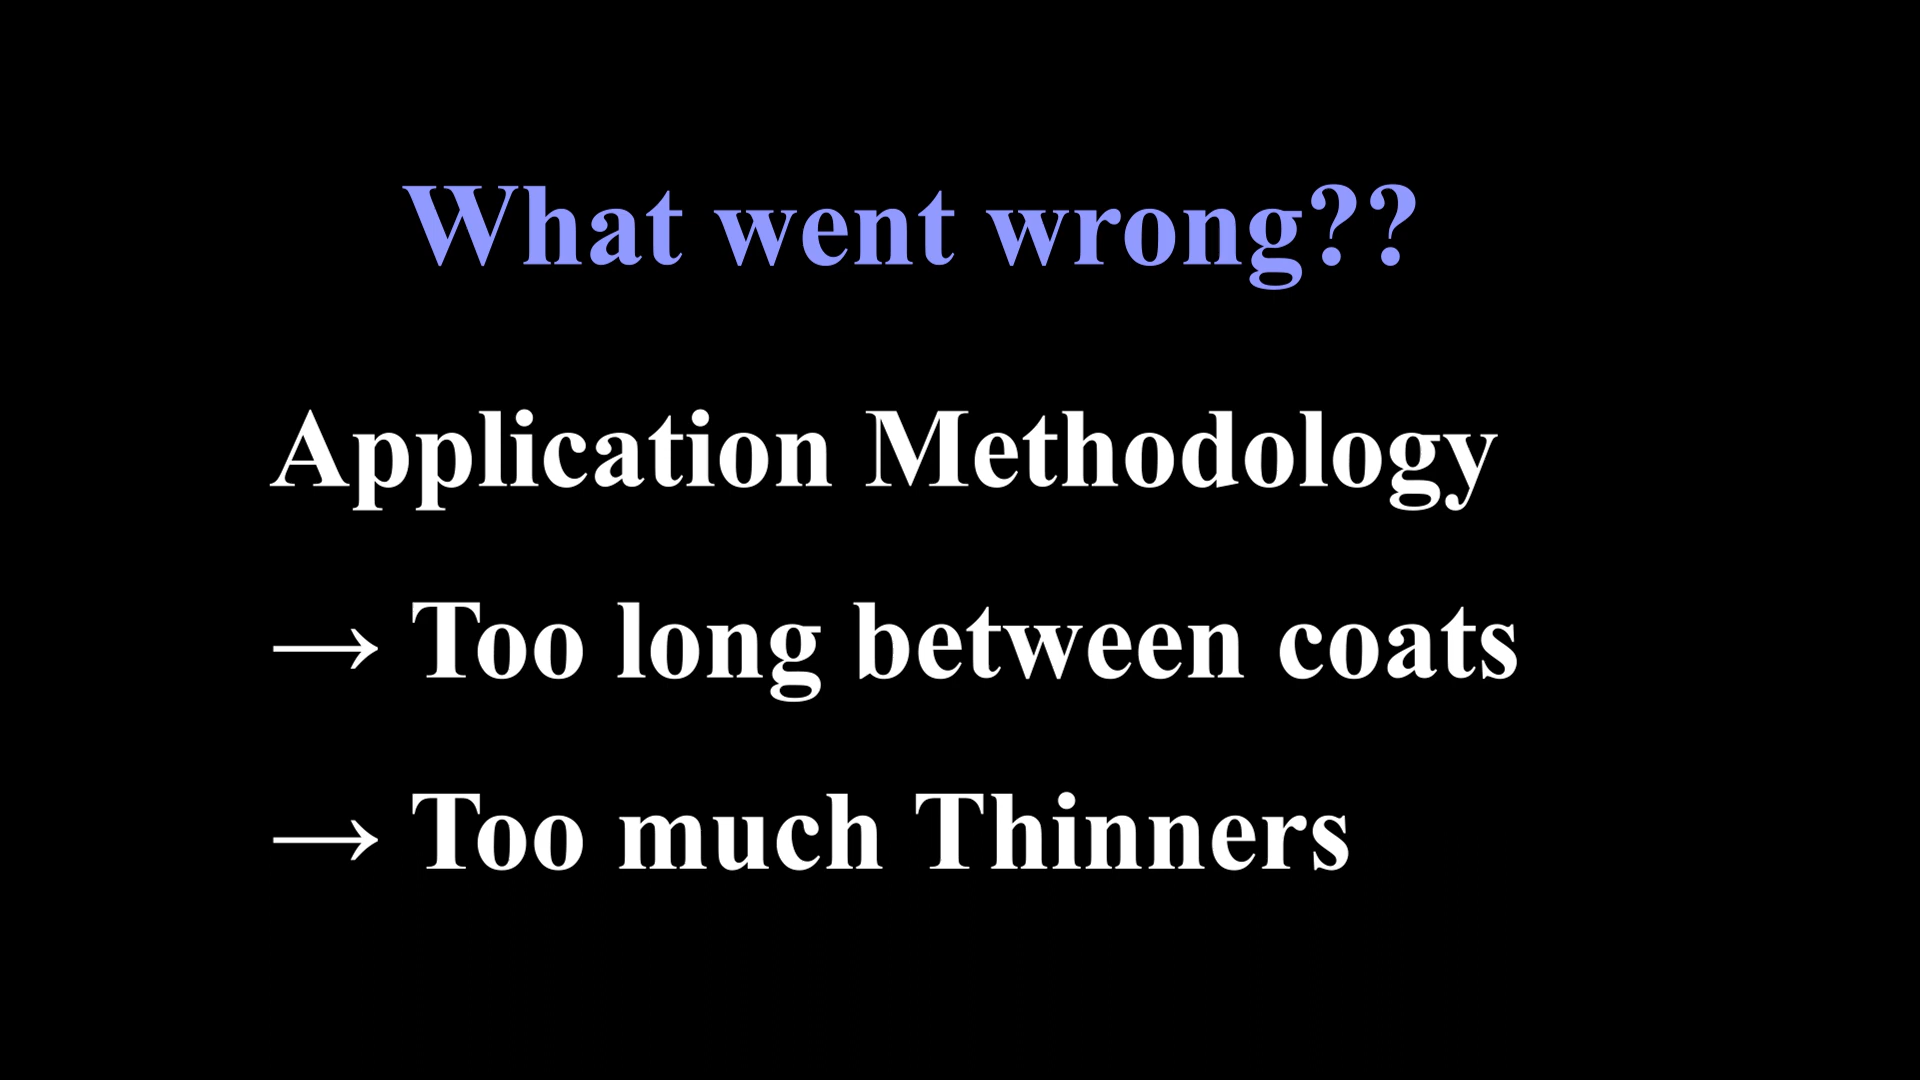 What went wrong??
Application Methodology
→ Too long between coats
→ Too much Thinners